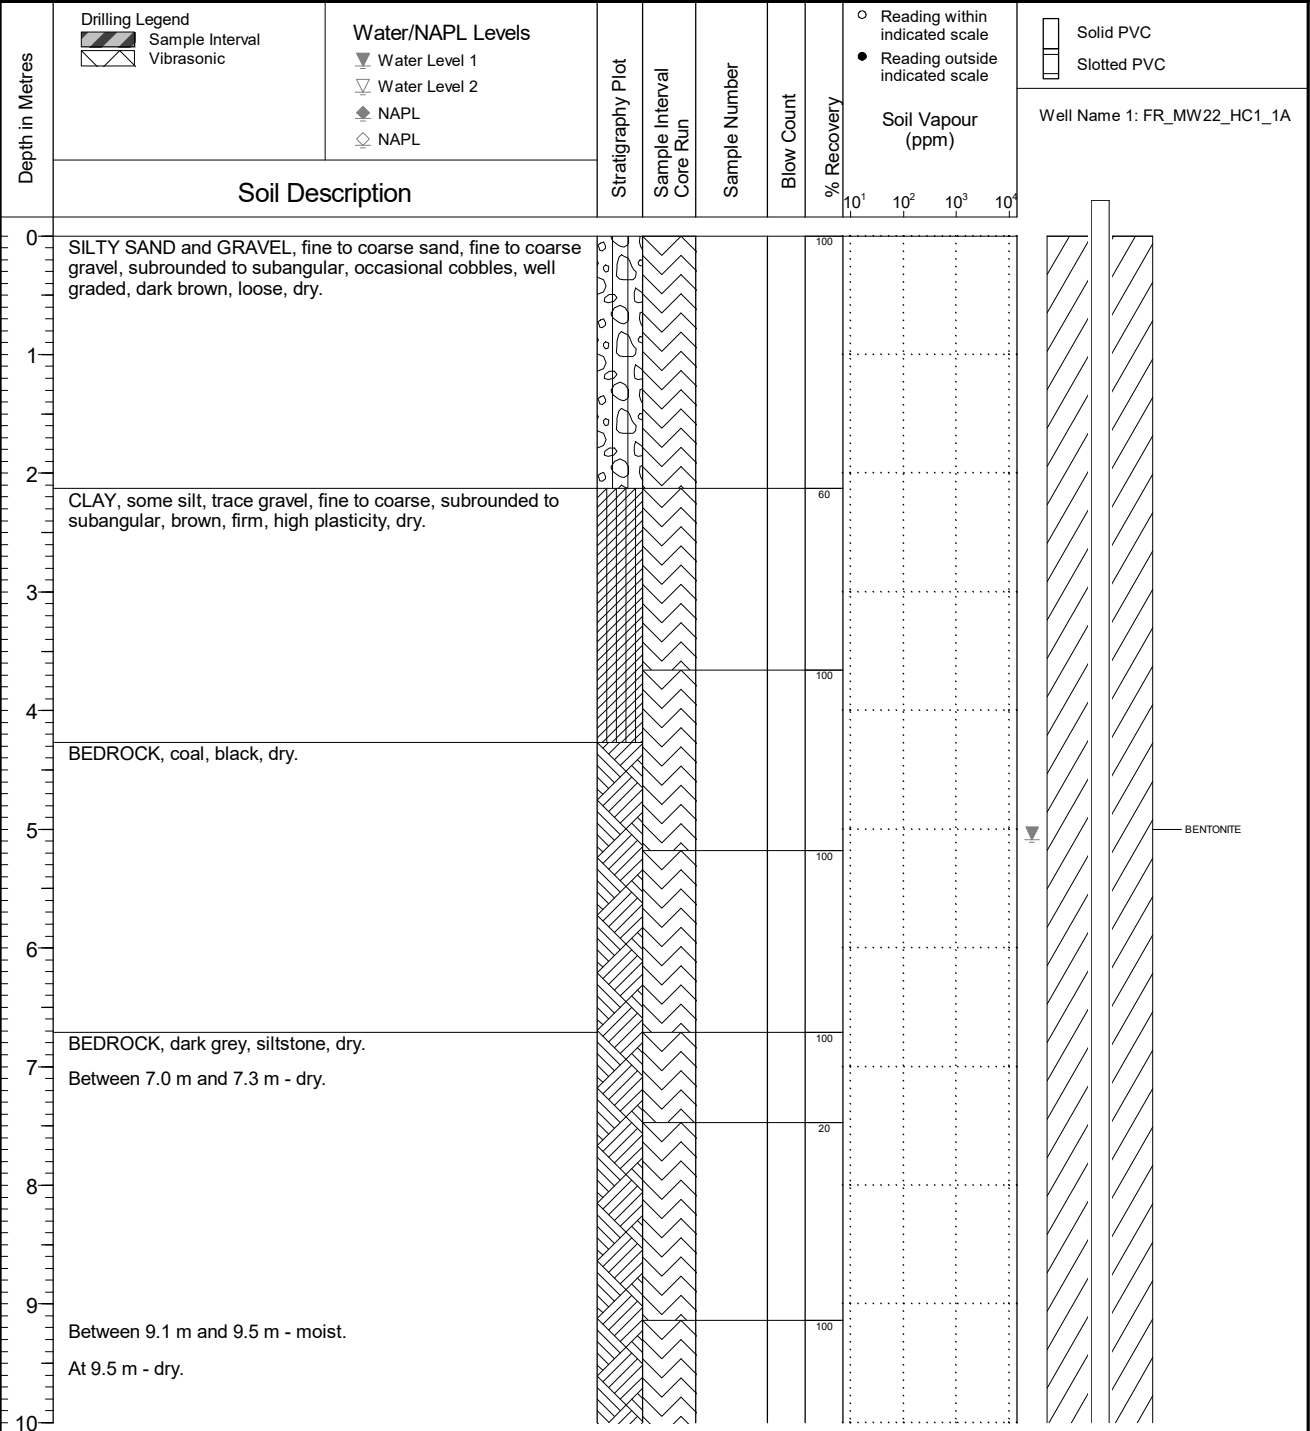 Drilling Legend
Sample Interval
Vibrasonic
Water/NAPL Levels
Water Level 1
Water Level 2
NAPL
NAPL
Depth in Metres
Soil Description
Stratigraphy Plot
Sample Interval
Core Run
Sample Number
Blow Count
% Recovery
Reading within
indicated scale
Reading outside
indicated scale
Soil Vapour
(ppm)
10¹ 10² 10³ 10⁴
Solid PVC
Slotted PVC
Well Name 1: FR_MW22_HC1_1A
0
SILTY SAND and GRAVEL, fine to coarse sand, fine to coarse
gravel, subrounded to subangular, occasional cobbles, well
graded, dark brown, loose, dry.
100
1
2
CLAY, some silt, trace gravel, fine to coarse, subrounded to
subangular, brown, firm, high plasticity, dry.
60
3
100
4
BEDROCK, coal, black, dry.
5
BENTONITE
100
6
BEDROCK, dark grey, siltstone, dry.
100
7
Between 7.0 m and 7.3 m - dry.
20
8
9
Between 9.1 m and 9.5 m - moist.
100
At 9.5 m - dry.
10